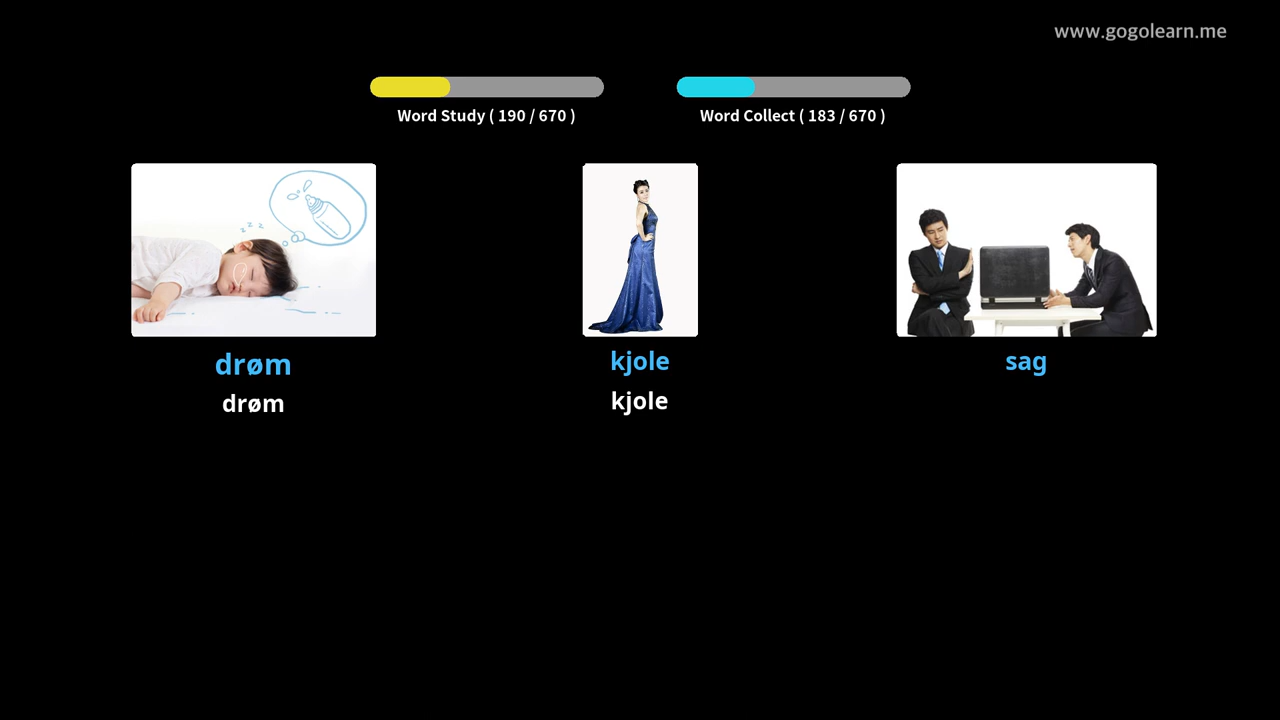 www.gogolearn.me
Word Study ( 190 / 670 )
Word Collect ( 183 / 670 )
z z z
drøm
kjole
sag
drøm
kjole